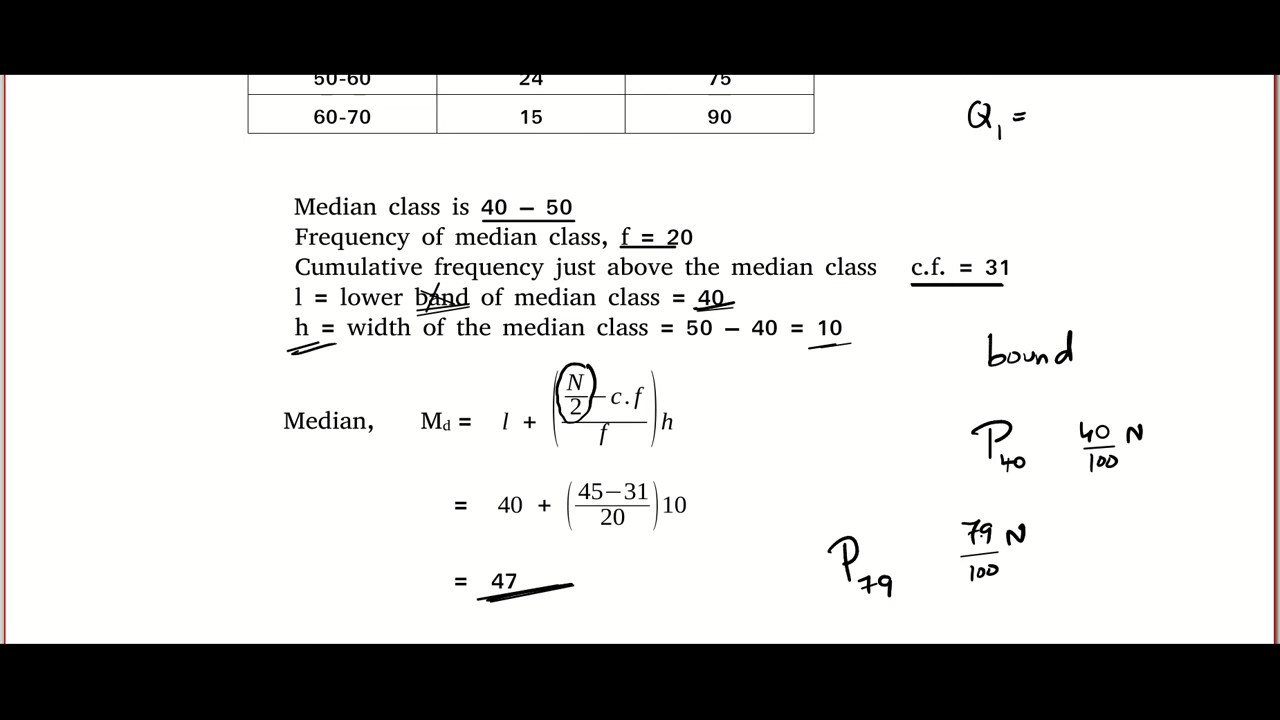 50-60 24 75
60-70 15 90
Q₁ =
Median class is 40 – 50
Frequency of median class, f = 20
Cumulative frequency just above the median class c.f. = 31
l = lower band of median class = 40
h = width of the median class = 50 – 40 = 10
bound
Median, M_d = l + ((N/2 − c.f)/f) h
P₄₀ 40/100 N
= 40 + ((45−31)/20) 10
P₇₉ 79/100 N
= 47